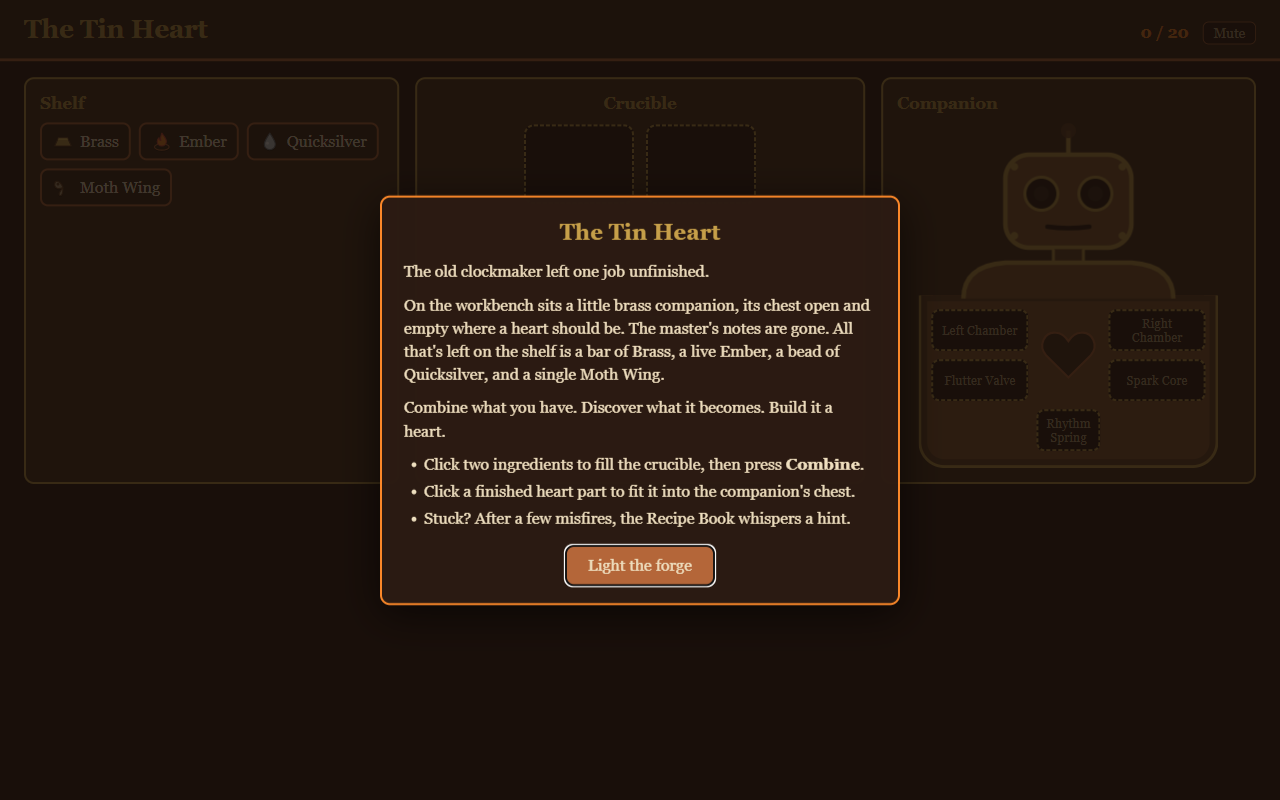 The Tin Heart
0 / 20
Mute
Shelf
Brass
Ember
Quicksilver
Moth Wing
Crucible
Companion
Left Chamber
Right
Chamber
Flutter Valve
Spark Core
Rhythm
Spring
The Tin Heart
The old clockmaker left one job unfinished.
On the workbench sits a little brass companion, its chest open and
empty where a heart should be. The master's notes are gone. All
that's left on the shelf is a bar of Brass, a live Ember, a bead of
Quicksilver, and a single Moth Wing.
Combine what you have. Discover what it becomes. Build it a
heart.
• Click two ingredients to fill the crucible, then press Combine.
• Click a finished heart part to fit it into the companion's chest.
• Stuck? After a few misfires, the Recipe Book whispers a hint.
Light the forge